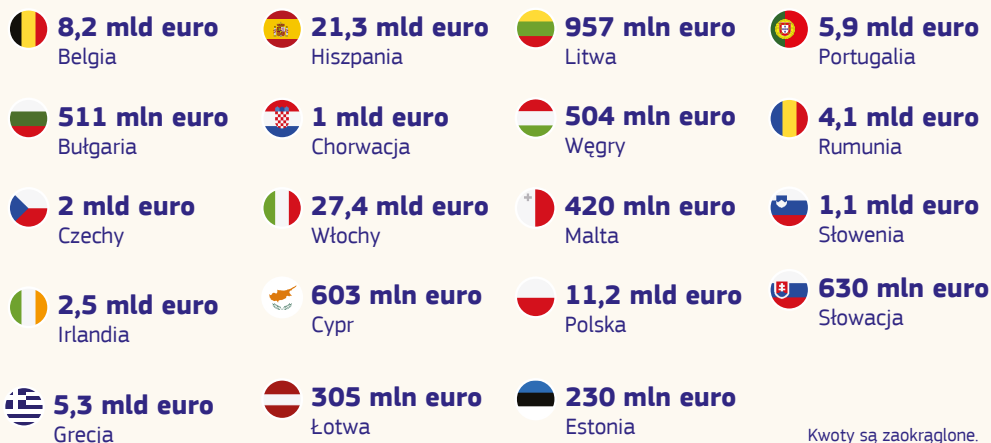 8,2 mld euro
Belgia
21,3 mld euro
Hiszpania
957 mln euro
Litwa
5,9 mld euro
Portugalia
511 mln euro
Bułgaria
1 mld euro
Chorwacja
504 mln euro
Węgry
4,1 mld euro
Rumunia
2 mld euro
Czechy
27,4 mld euro
Włochy
420 mln euro
Malta
1,1 mld euro
Słowenia
2,5 mld euro
Irlandia
603 mln euro
Cypr
11,2 mld euro
Polska
630 mln euro
Słowacja
5,3 mld euro
Grecja
305 mln euro
Łotwa
230 mln euro
Estonia
Kwoty są zaokrąglone.